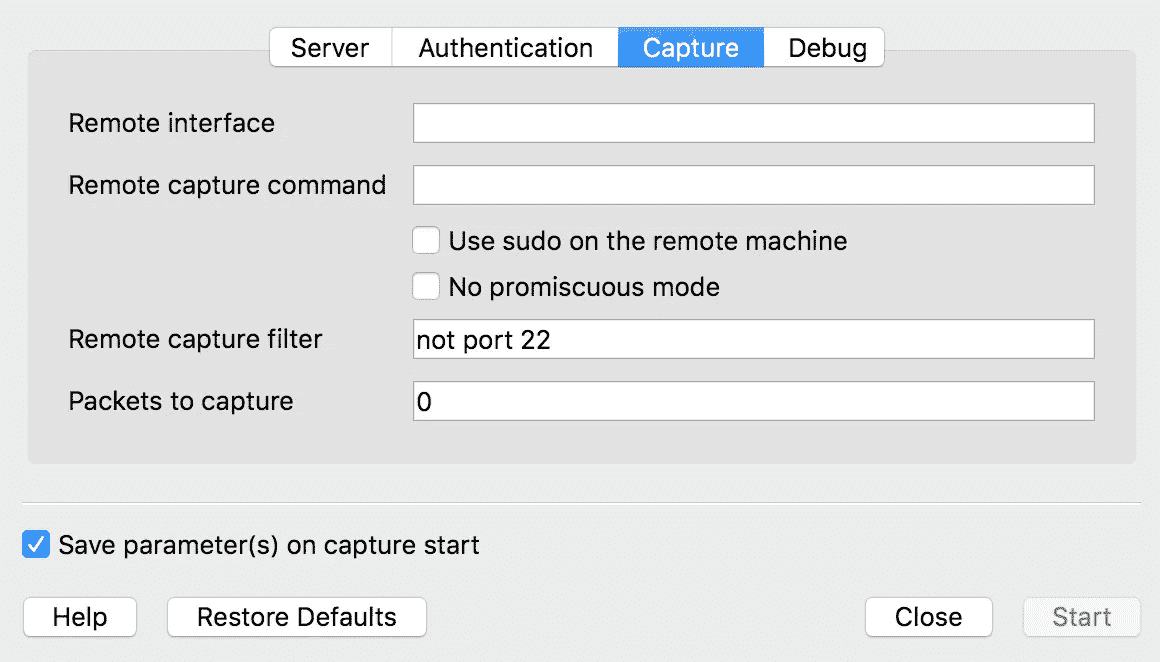 Server Authentication Capture Debug
Remote interface
Remote capture command
Use sudo on the remote machine
No promiscuous mode
Remote capture filter not port 22
Packets to capture 0
Save parameter(s) on capture start
Help Restore Defaults Close Start